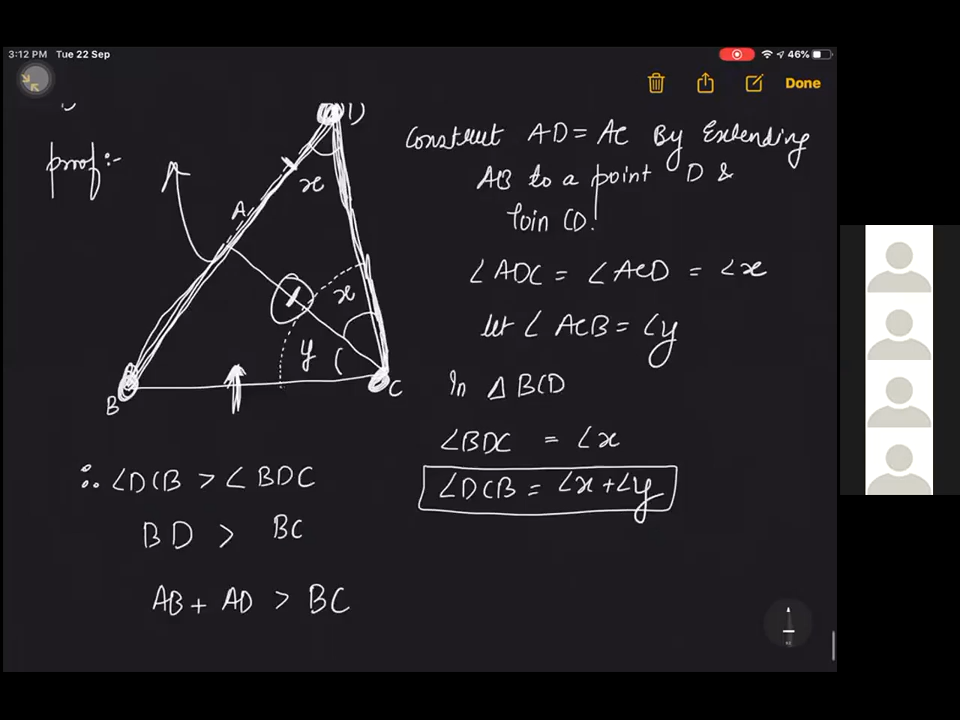 3:12 PM Tue 22 Sep
46%
Done
proof:-
D
A
x
x
y
B
C
Construct AD = AC By Extending
AB to a point D &
Join CD.
∠ADC = ∠ACD = ∠x
let ∠ACB = ∠y
In △ BCD
∠BDC = ∠x
∠DCB = ∠x + ∠y
∴ ∠DCB > ∠BDC
BD > BC
AB + AD > BC